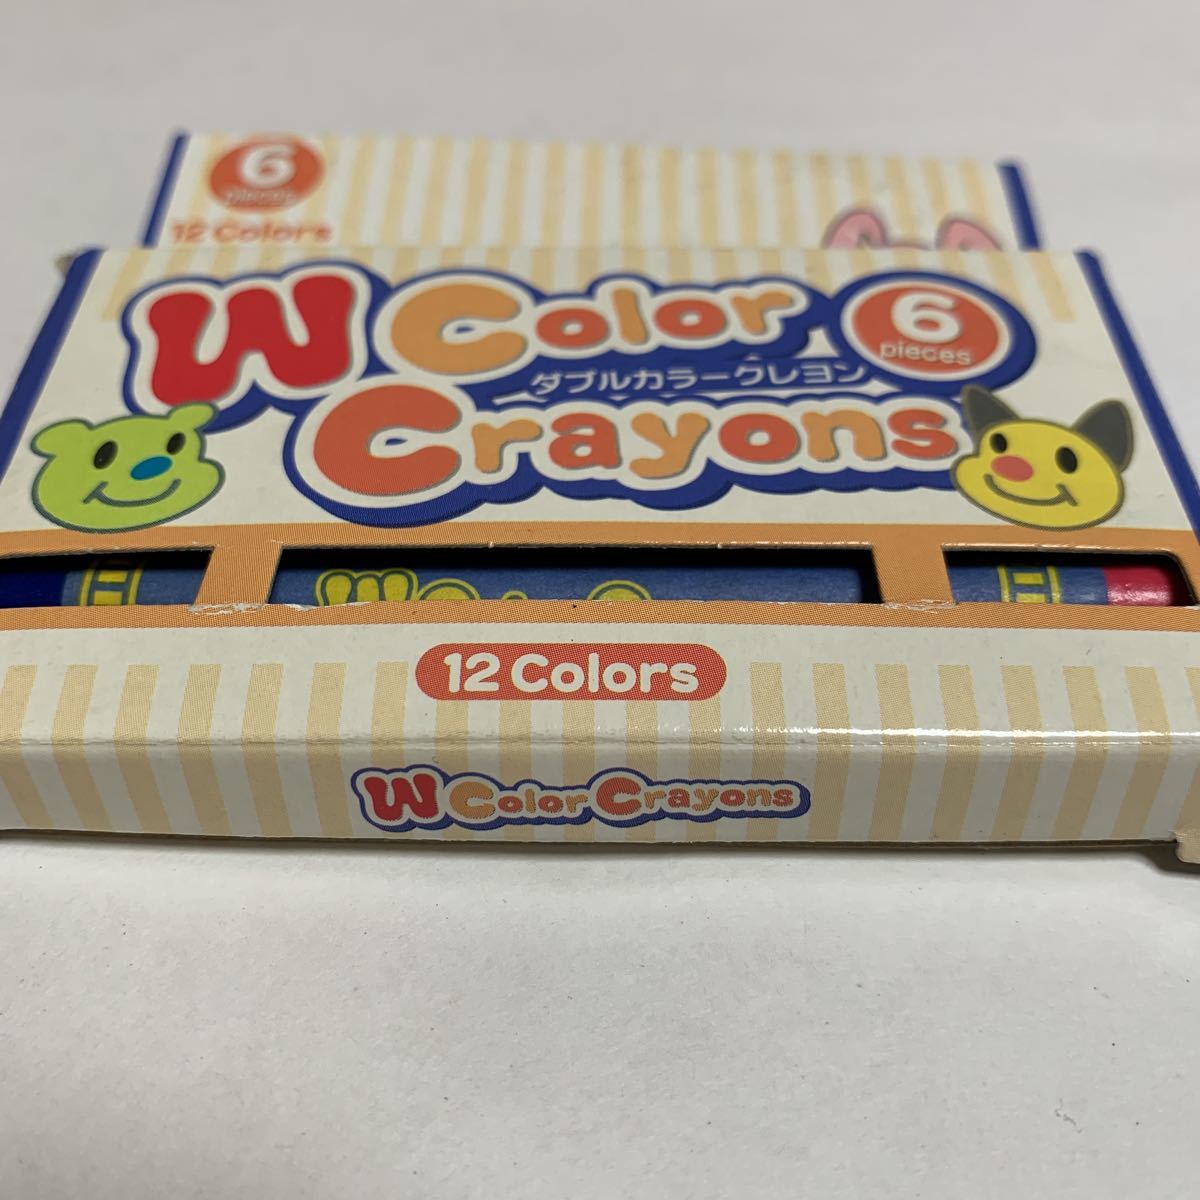 6
pieces
12 Colors
W Color
6
pieces
ダブルカラークレヨン
Crayons
12 Colors
W Color Crayons